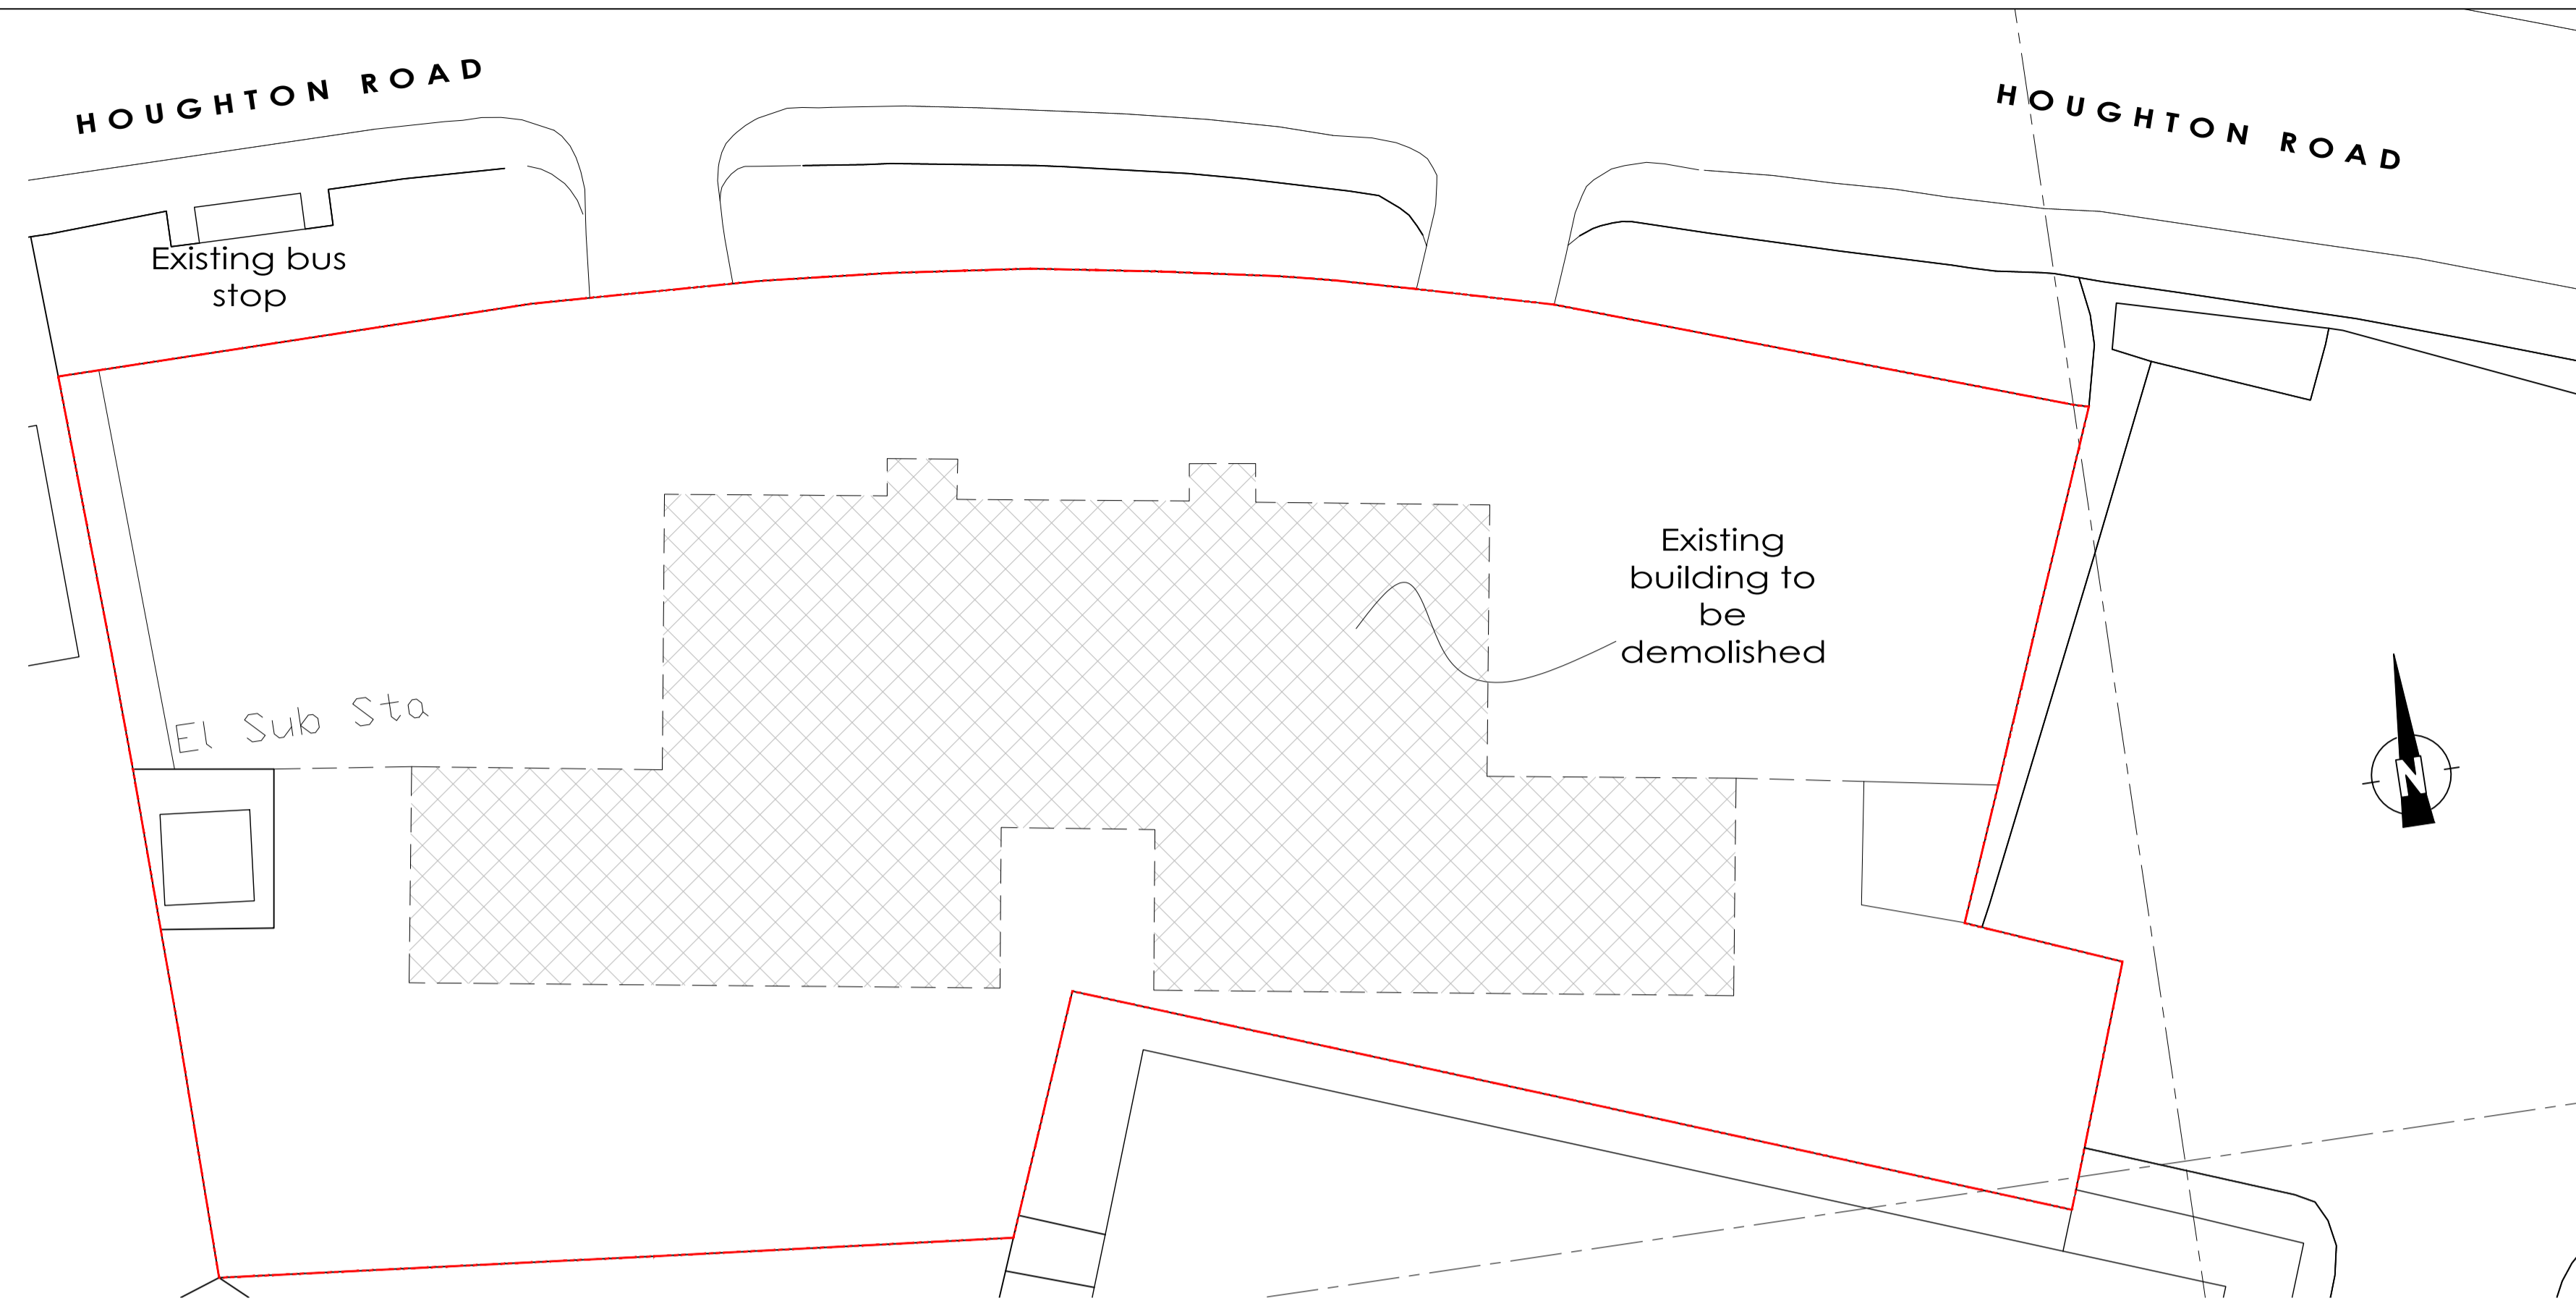 HOUGHTON ROAD
HOUGHTON ROAD
Existing bus
stop
Existing
building to
be
demolished
El Sub Sta
N